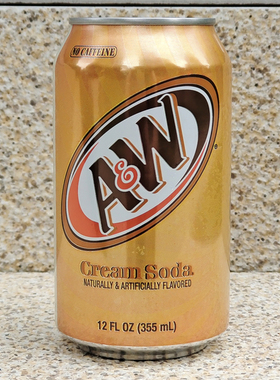 NO CAFFEINE
A&W
®
Cream Soda
NATURALLY & ARTIFICIALLY FLAVORED
12 FL OZ (355 mL)